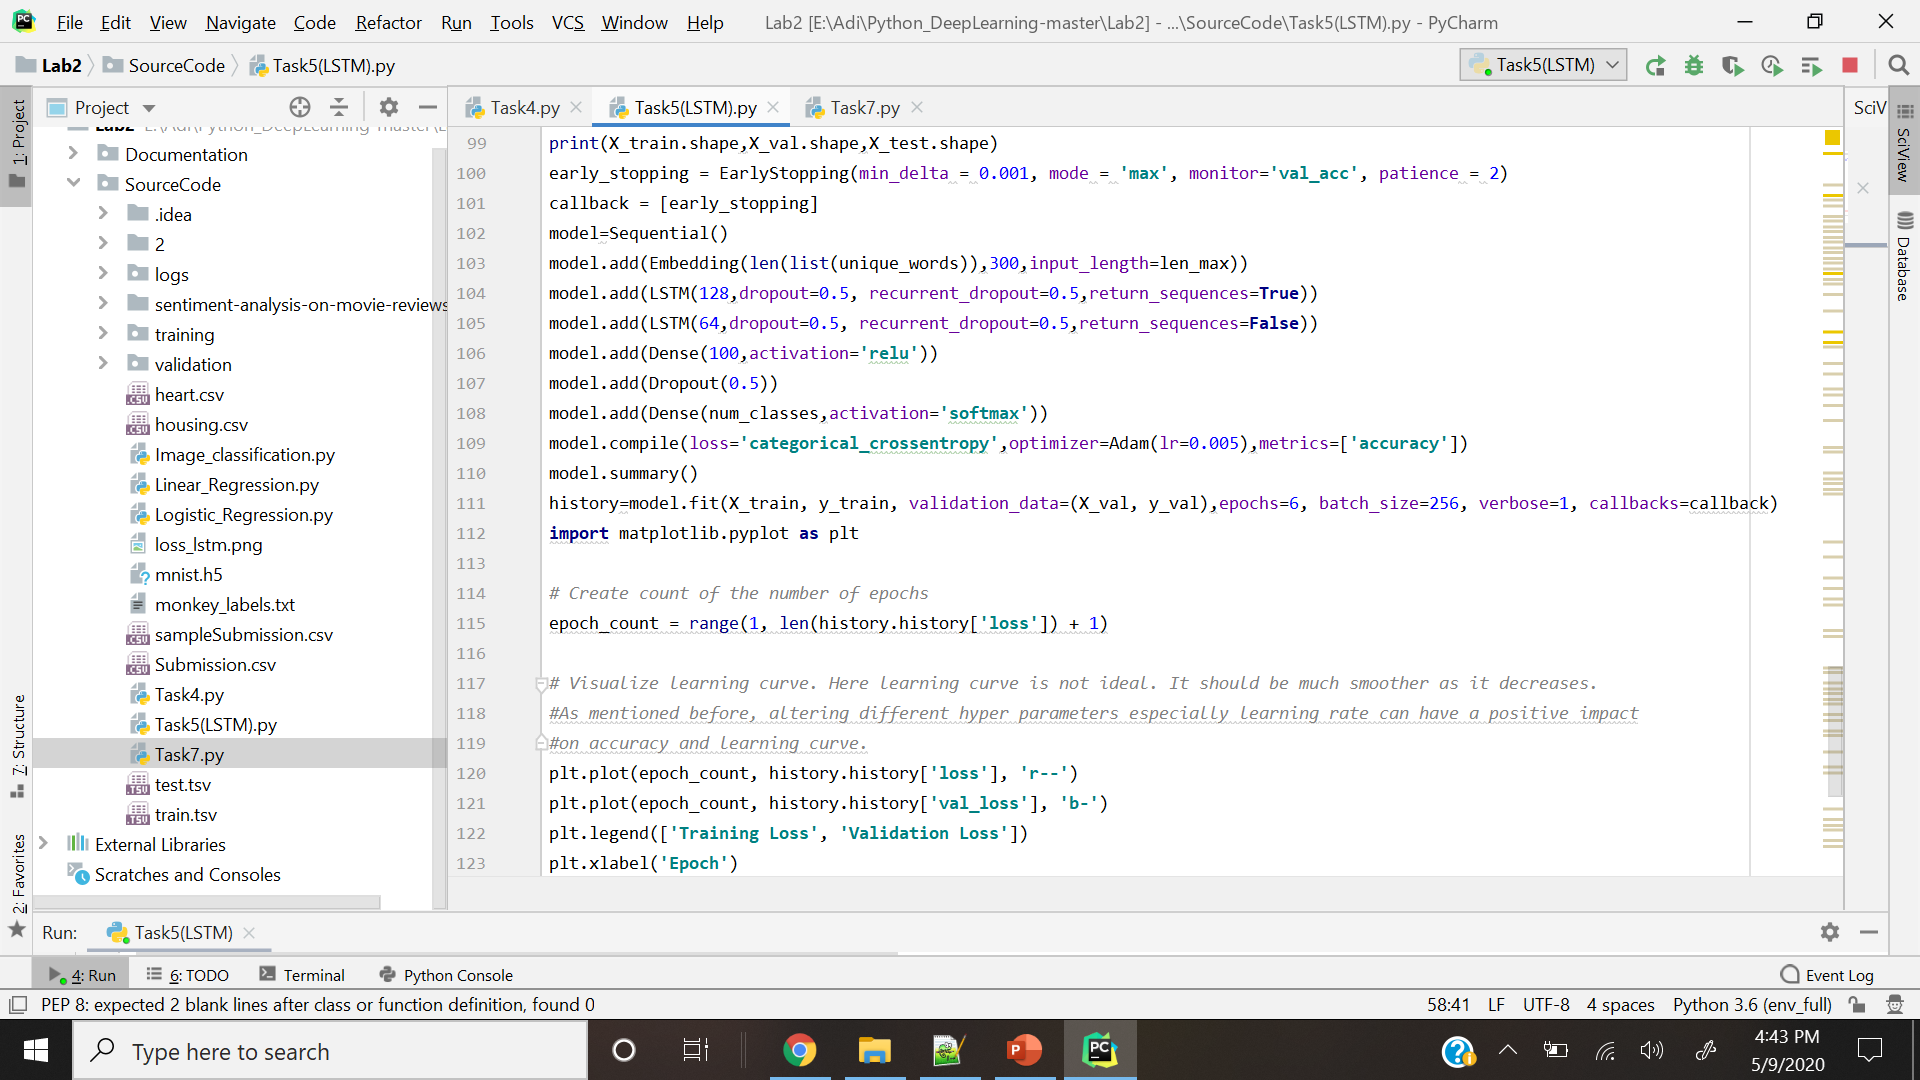 File Edit View Navigate Code Refactor Run Tools VCS Window Help Lab2 [E:\Adi\Python_DeepLearning-master\Lab2] - ...\SourceCode\Task5(LSTM).py - PyCharm
Lab2 SourceCode Task5(LSTM).py Task5(LSTM)
1: Project
Project
Task4.py Task5(LSTM).py Task7.py SciV
Lab2 E:\Adi\Python_DeepLearning-master\L
Documentation
SourceCode
.idea
2
logs
sentiment-analysis-on-movie-reviews
training
validation
heart.csv
housing.csv
Image_classification.py
Linear_Regression.py
Logistic_Regression.py
loss_lstm.png
mnist.h5
monkey_labels.txt
sampleSubmission.csv
Submission.csv
Task4.py
Task5(LSTM).py
Task7.py
test.tsv
train.tsv
External Libraries
Scratches and Consoles
99 print(X_train.shape,X_val.shape,X_test.shape)
100 early_stopping = EarlyStopping(min_delta = 0.001, mode = 'max', monitor='val_acc', patience = 2)
101 callback = [early_stopping]
102 model=Sequential()
103 model.add(Embedding(len(list(unique_words)),300,input_length=len_max))
104 model.add(LSTM(128,dropout=0.5, recurrent_dropout=0.5,return_sequences=True))
105 model.add(LSTM(64,dropout=0.5, recurrent_dropout=0.5,return_sequences=False))
106 model.add(Dense(100,activation='relu'))
107 model.add(Dropout(0.5))
108 model.add(Dense(num_classes,activation='softmax'))
109 model.compile(loss='categorical_crossentropy',optimizer=Adam(lr=0.005),metrics=['accuracy'])
110 model.summary()
111 history=model.fit(X_train, y_train, validation_data=(X_val, y_val),epochs=6, batch_size=256, verbose=1, callbacks=callback)
112 import matplotlib.pyplot as plt
113
114 # Create count of the number of epochs
115 epoch_count = range(1, len(history.history['loss']) + 1)
116
117 # Visualize learning curve. Here learning curve is not ideal. It should be much smoother as it decreases.
118 #As mentioned before, altering different hyper parameters especially learning rate can have a positive impact
119 #on accuracy and learning curve.
120 plt.plot(epoch_count, history.history['loss'], 'r--')
121 plt.plot(epoch_count, history.history['val_loss'], 'b-')
122 plt.legend(['Training Loss', 'Validation Loss'])
123 plt.xlabel('Epoch')
SciView
Database
7: Structure
2: Favorites
Run: Task5(LSTM)
4: Run 6: TODO Terminal Python Console Event Log
PEP 8: expected 2 blank lines after class or function definition, found 0 58:41 LF UTF-8 4 spaces Python 3.6 (env_full)
Type here to search
4:43 PM
5/9/2020